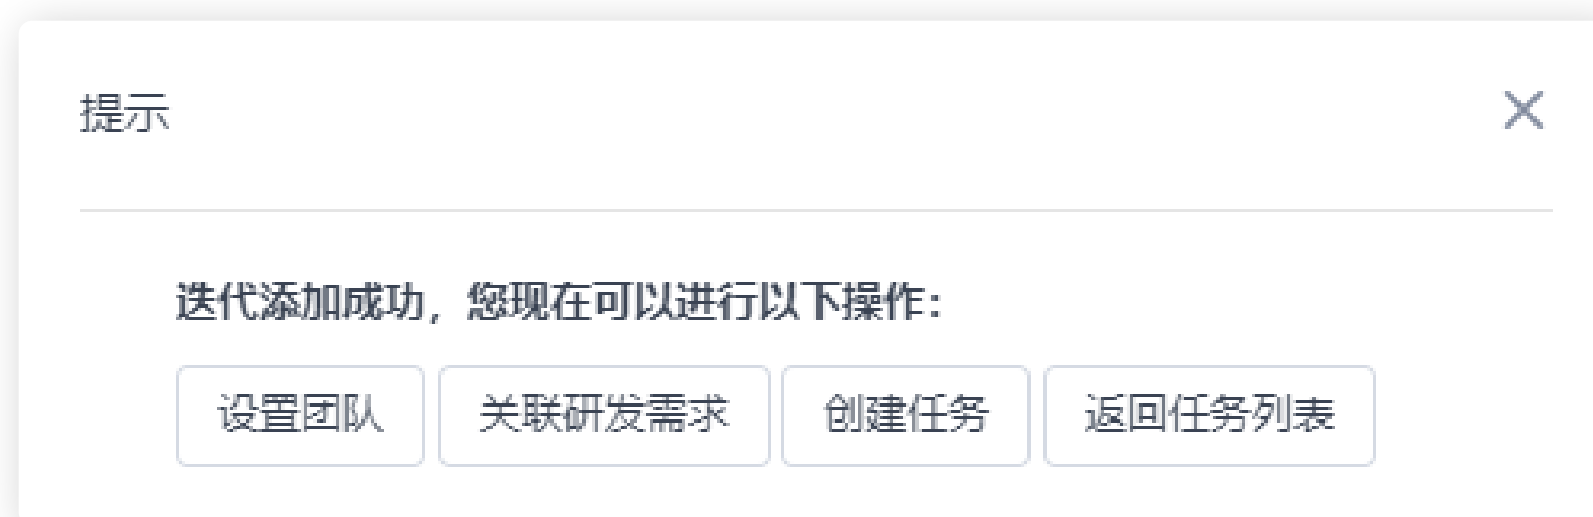 提示
迭代添加成功，您现在可以进行以下操作：
设置团队 关联研发需求 创建任务 返回任务列表